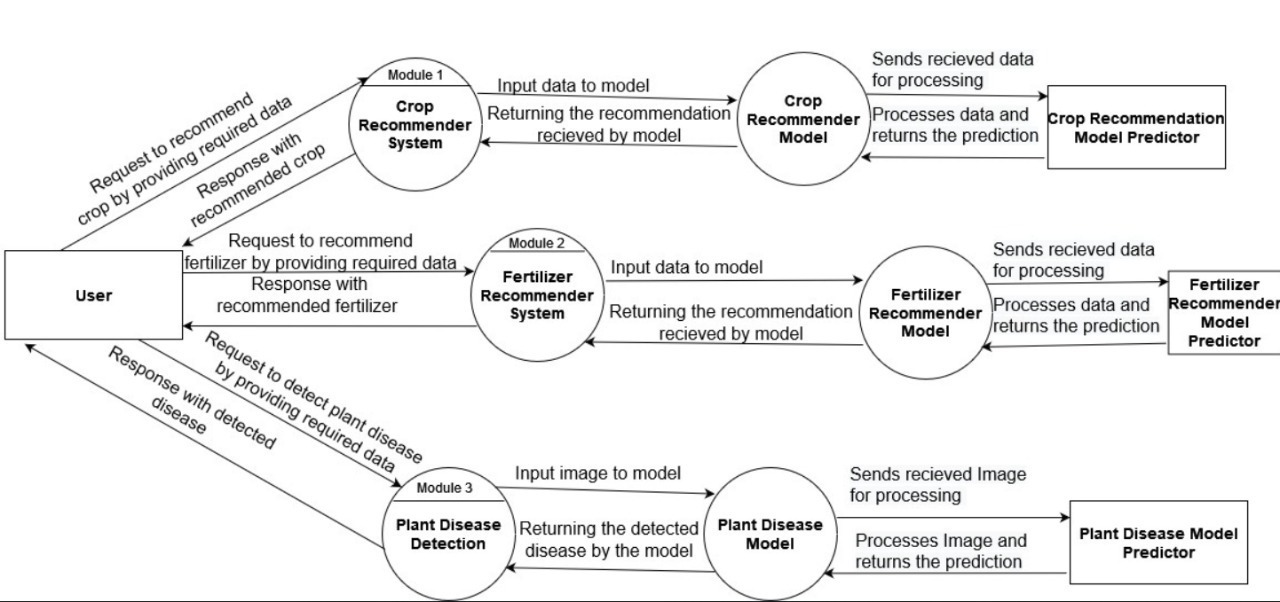 Request to recommend
crop by providing required data
Response with
recommended crop
Module 1
Crop
Recommender
System
Input data to model
Returning the recommendation
recieved by model
Crop
Recommender
Model
Sends recieved data
for processing
Processes data and
returns the prediction
Crop Recommendation
Model Predictor
User
Request to recommend
fertilizer by providing required data
Response with
recommended fertilizer
Module 2
Fertilizer
Recommender
System
Input data to model
Returning the recommendation
recieved by model
Fertilizer
Recommender
Model
Sends recieved data
for processing
Processes data and
returns the prediction
Fertilizer
Recommender
Model
Predictor
Request to detect plant disease
by providing required data
Response with detected
disease
Module 3
Plant Disease
Detection
Input image to model
Returning the detected
disease by the model
Plant Disease
Model
Sends recieved Image
for processing
Processes Image and
returns the prediction
Plant Disease Model
Predictor